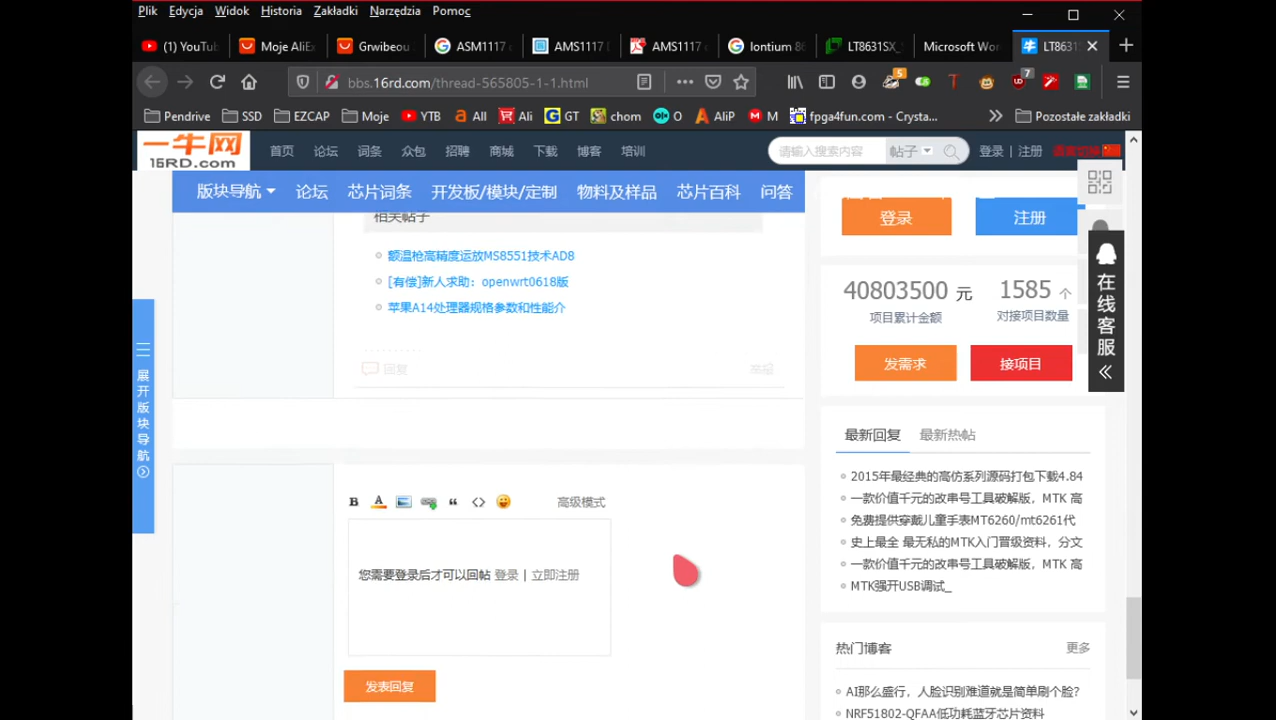 Plik Edycja Widok Historia Zakładki Narzędzia Pomoc
(1) YouTu Moje AliEx Grwibeou ASM1117 AMS1117 AMS1117 lontium 86 LT8631SX_ Microsoft Wor LT8631
bbs.16rd.com/thread-565805-1-1.html
5 7
Pendrive SSD EZCAP Moje YTB All Ali GT chom O AliP M fpga4fun.com - Crysta... Pozostałe zakładki
一牛网
16RD.com
首页 论坛 词条 众包 招聘 商城 下载 博客 培训
请输入搜索内容 帖子 登录 | 注册
版块导航 论坛 芯片词条 开发板/模块/定制 物料及样品 芯片百科 问答
相关帖子
额温枪高精度运放MS8551技术AD8
[有偿]新人求助：openwrt0618版
苹果A14处理器规格参数和性能介
回复 举报
展开版块导航
B A “ <> 高级模式
您需要登录后才可以回帖 登录 | 立即注册
发表回复
登录 注册
40803500 元 1585 个
项目累计金额 对接项目数量
发需求 接项目
在线客服
最新回复 最新热帖
2015年最经典的高仿系列源码打包下载4.84
一款价值千元的改串号工具破解版，MTK 高
免费提供穿戴儿童手表MT6260/mt6261代
史上最全 最无私的MTK入门晋级资料，分文
一款价值千元的改串号工具破解版，MTK 高
MTK强开USB调试_
热门博客 更多
AI那么盛行，人脸识别难道就是简单刷个脸?
NRF51802-QFAA低功耗蓝牙芯片资料